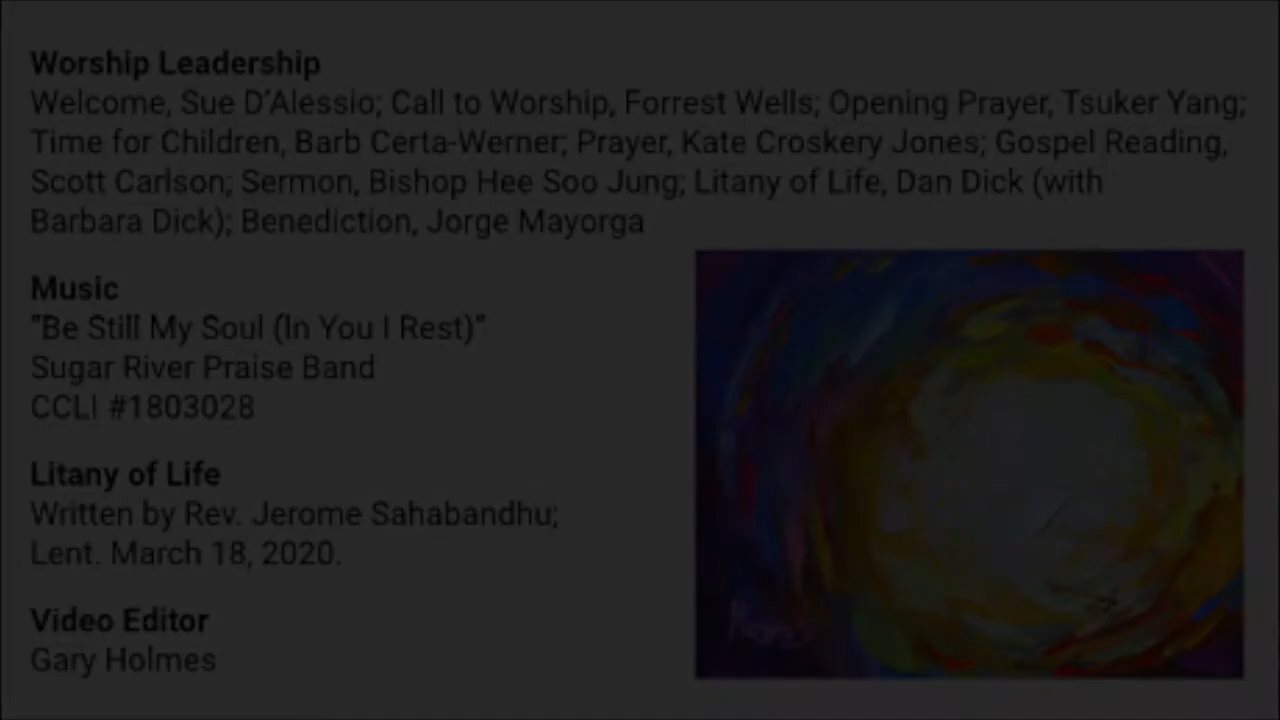 Worship Leadership
Welcome, Sue D'Alessio; Call to Worship, Forrest Wells; Opening Prayer, Tsuker Yang;
Time for Children, Barb Certa-Werner; Prayer, Kate Croskery Jones; Gospel Reading,
Scott Carlson; Sermon, Bishop Hee Soo Jung; Litany of Life, Dan Dick (with
Barbara Dick); Benediction, Jorge Mayorga
Music
"Be Still My Soul (In You I Rest)"
Sugar River Praise Band
CCLI #1803028
Litany of Life
Written by Rev. Jerome Sahabandhu;
Lent. March 18, 2020.
Video Editor
Gary Holmes